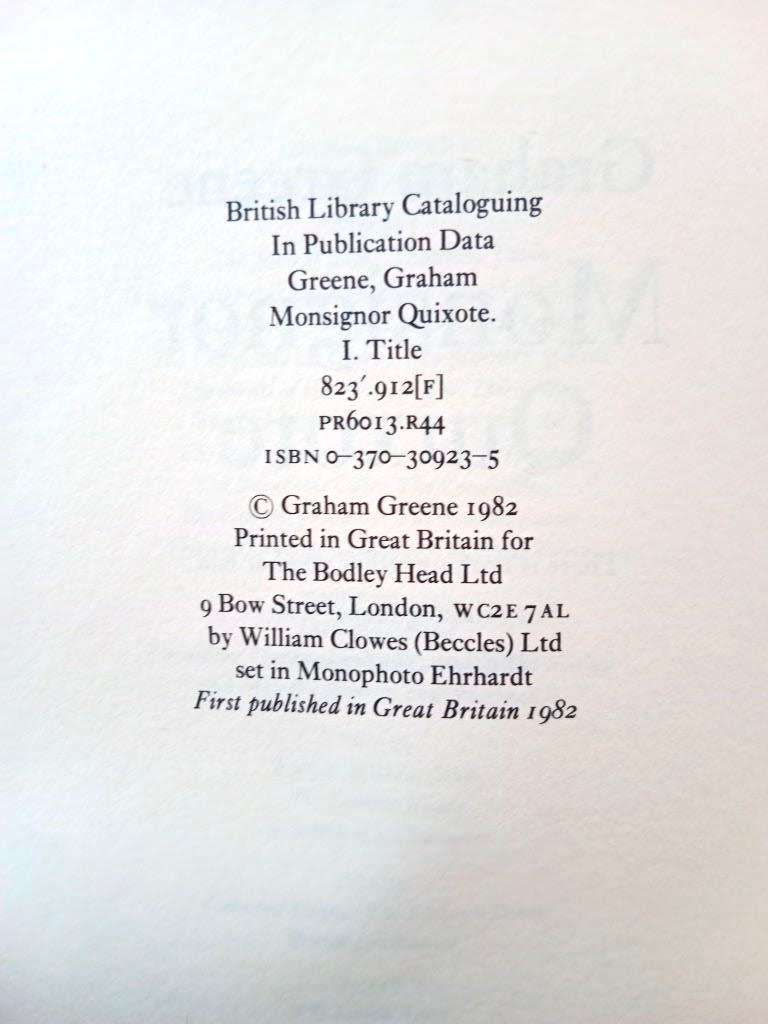 British Library Cataloguing
In Publication Data
Greene, Graham
Monsignor Quixote.
I. Title
823′.912[F]
PR6013.R44
ISBN 0–370–30923–5
© Graham Greene 1982
Printed in Great Britain for
The Bodley Head Ltd
9 Bow Street, London, WC2E 7AL
by William Clowes (Beccles) Ltd
set in Monophoto Ehrhardt
First published in Great Britain 1982